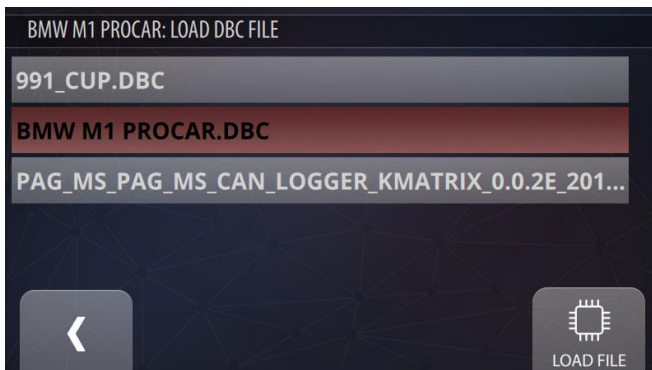 BMW M1 PROCAR: LOAD DBC FILE
991_CUP.DBC
BMW M1 PROCAR.DBC
PAG_MS_PAG_MS_CAN_LOGGER_KMATRIX_0.0.2E_201...
LOAD FILE